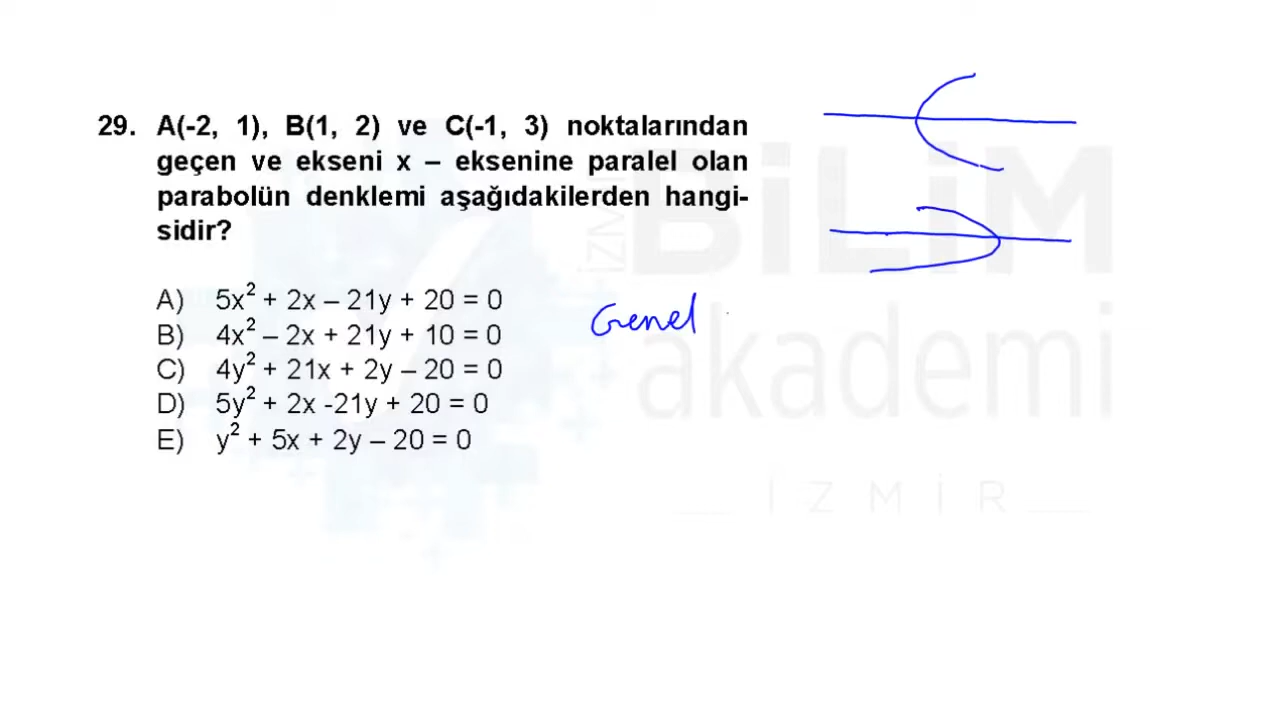 29. A(-2, 1), B(1, 2) ve C(-1, 3) noktalarından
geçen ve ekseni x – eksenine paralel olan
parabolün denklemi aşağıdakilerden hangi-
sidir?
A) 5x² + 2x – 21y + 20 = 0
B) 4x² – 2x + 21y + 10 = 0
C) 4y² + 21x + 2y – 20 = 0
D) 5y² + 2x -21y + 20 = 0
E) y² + 5x + 2y – 20 = 0
Genel
İZMİ
BİLİM
akademi
İZMİR